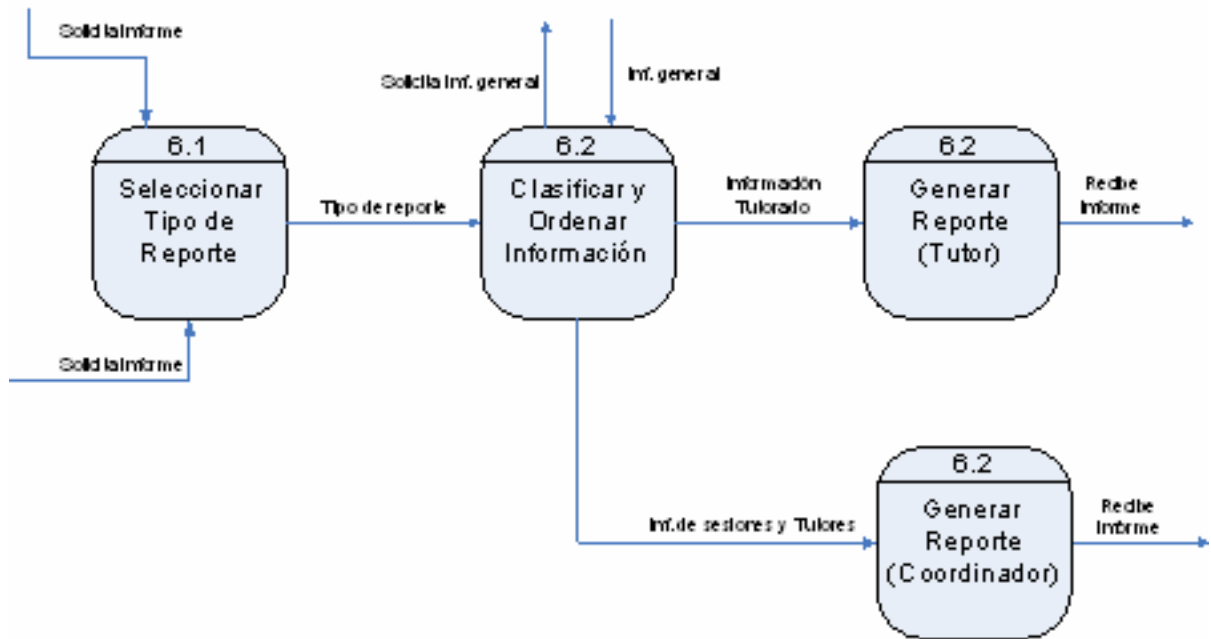 Solicita Informe
Solicita Inf. general
Inf. general
6.1
Seleccionar
Tipo de
Reporte
Tipo de reporte
6.2
Clasificar y
Ordenar
Información
Información
Tutorado
6.2
Generar
Reporte
(Tutor)
Recibe
Informe
Solicita Informe
Inf.de sesiones y Tutores
6.2
Generar
Reporte
(Coordinador)
Recibe
Informe